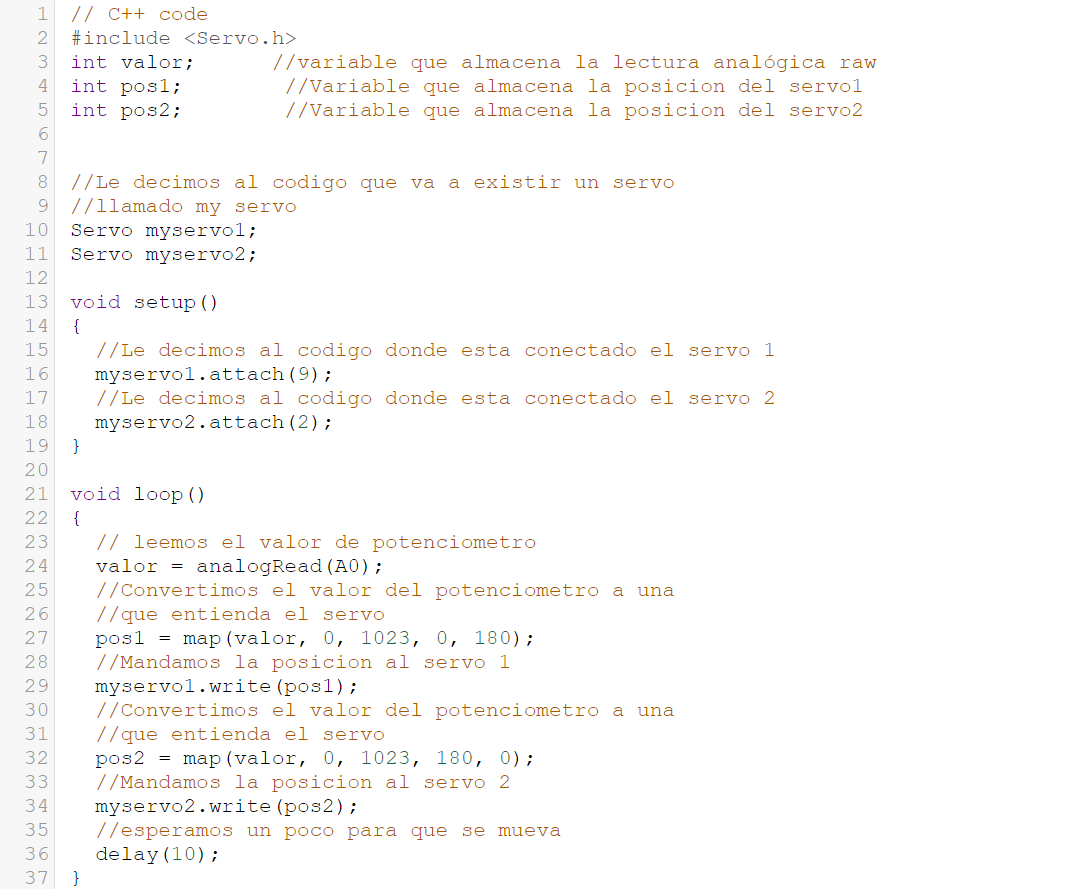 1 // C++ code
2 #include <Servo.h>
3 int valor; //variable que almacena la lectura analógica raw
4 int pos1; //Variable que almacena la posicion del servo1
5 int pos2; //Variable que almacena la posicion del servo2
6
7
8 //Le decimos al codigo que va a existir un servo
9 //llamado my servo
10 Servo myservo1;
11 Servo myservo2;
12
13 void setup()
14 {
15 //Le decimos al codigo donde esta conectado el servo 1
16 myservo1.attach(9);
17 //Le decimos al codigo donde esta conectado el servo 2
18 myservo2.attach(2);
19 }
20
21 void loop()
22 {
23 // leemos el valor de potenciometro
24 valor = analogRead(A0);
25 //Convertimos el valor del potenciometro a una
26 //que entienda el servo
27 pos1 = map(valor, 0, 1023, 0, 180);
28 //Mandamos la posicion al servo 1
29 myservo1.write(pos1);
30 //Convertimos el valor del potenciometro a una
31 //que entienda el servo
32 pos2 = map(valor, 0, 1023, 180, 0);
33 //Mandamos la posicion al servo 2
34 myservo2.write(pos2);
35 //esperamos un poco para que se mueva
36 delay(10);
37 }